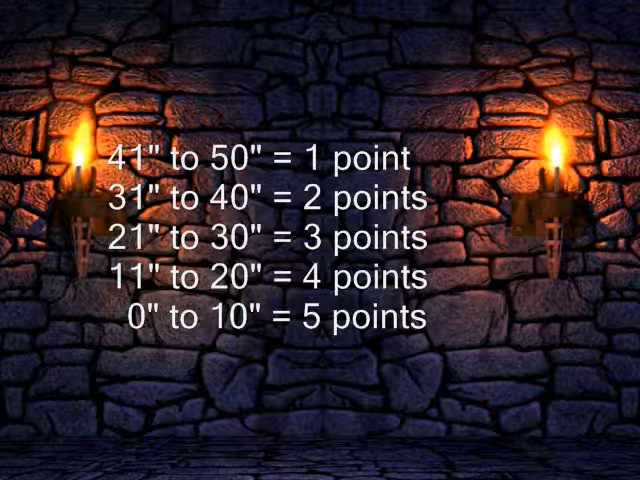 41" to 50" = 1 point
31" to 40" = 2 points
21" to 30" = 3 points
11" to 20" = 4 points
0" to 10" = 5 points